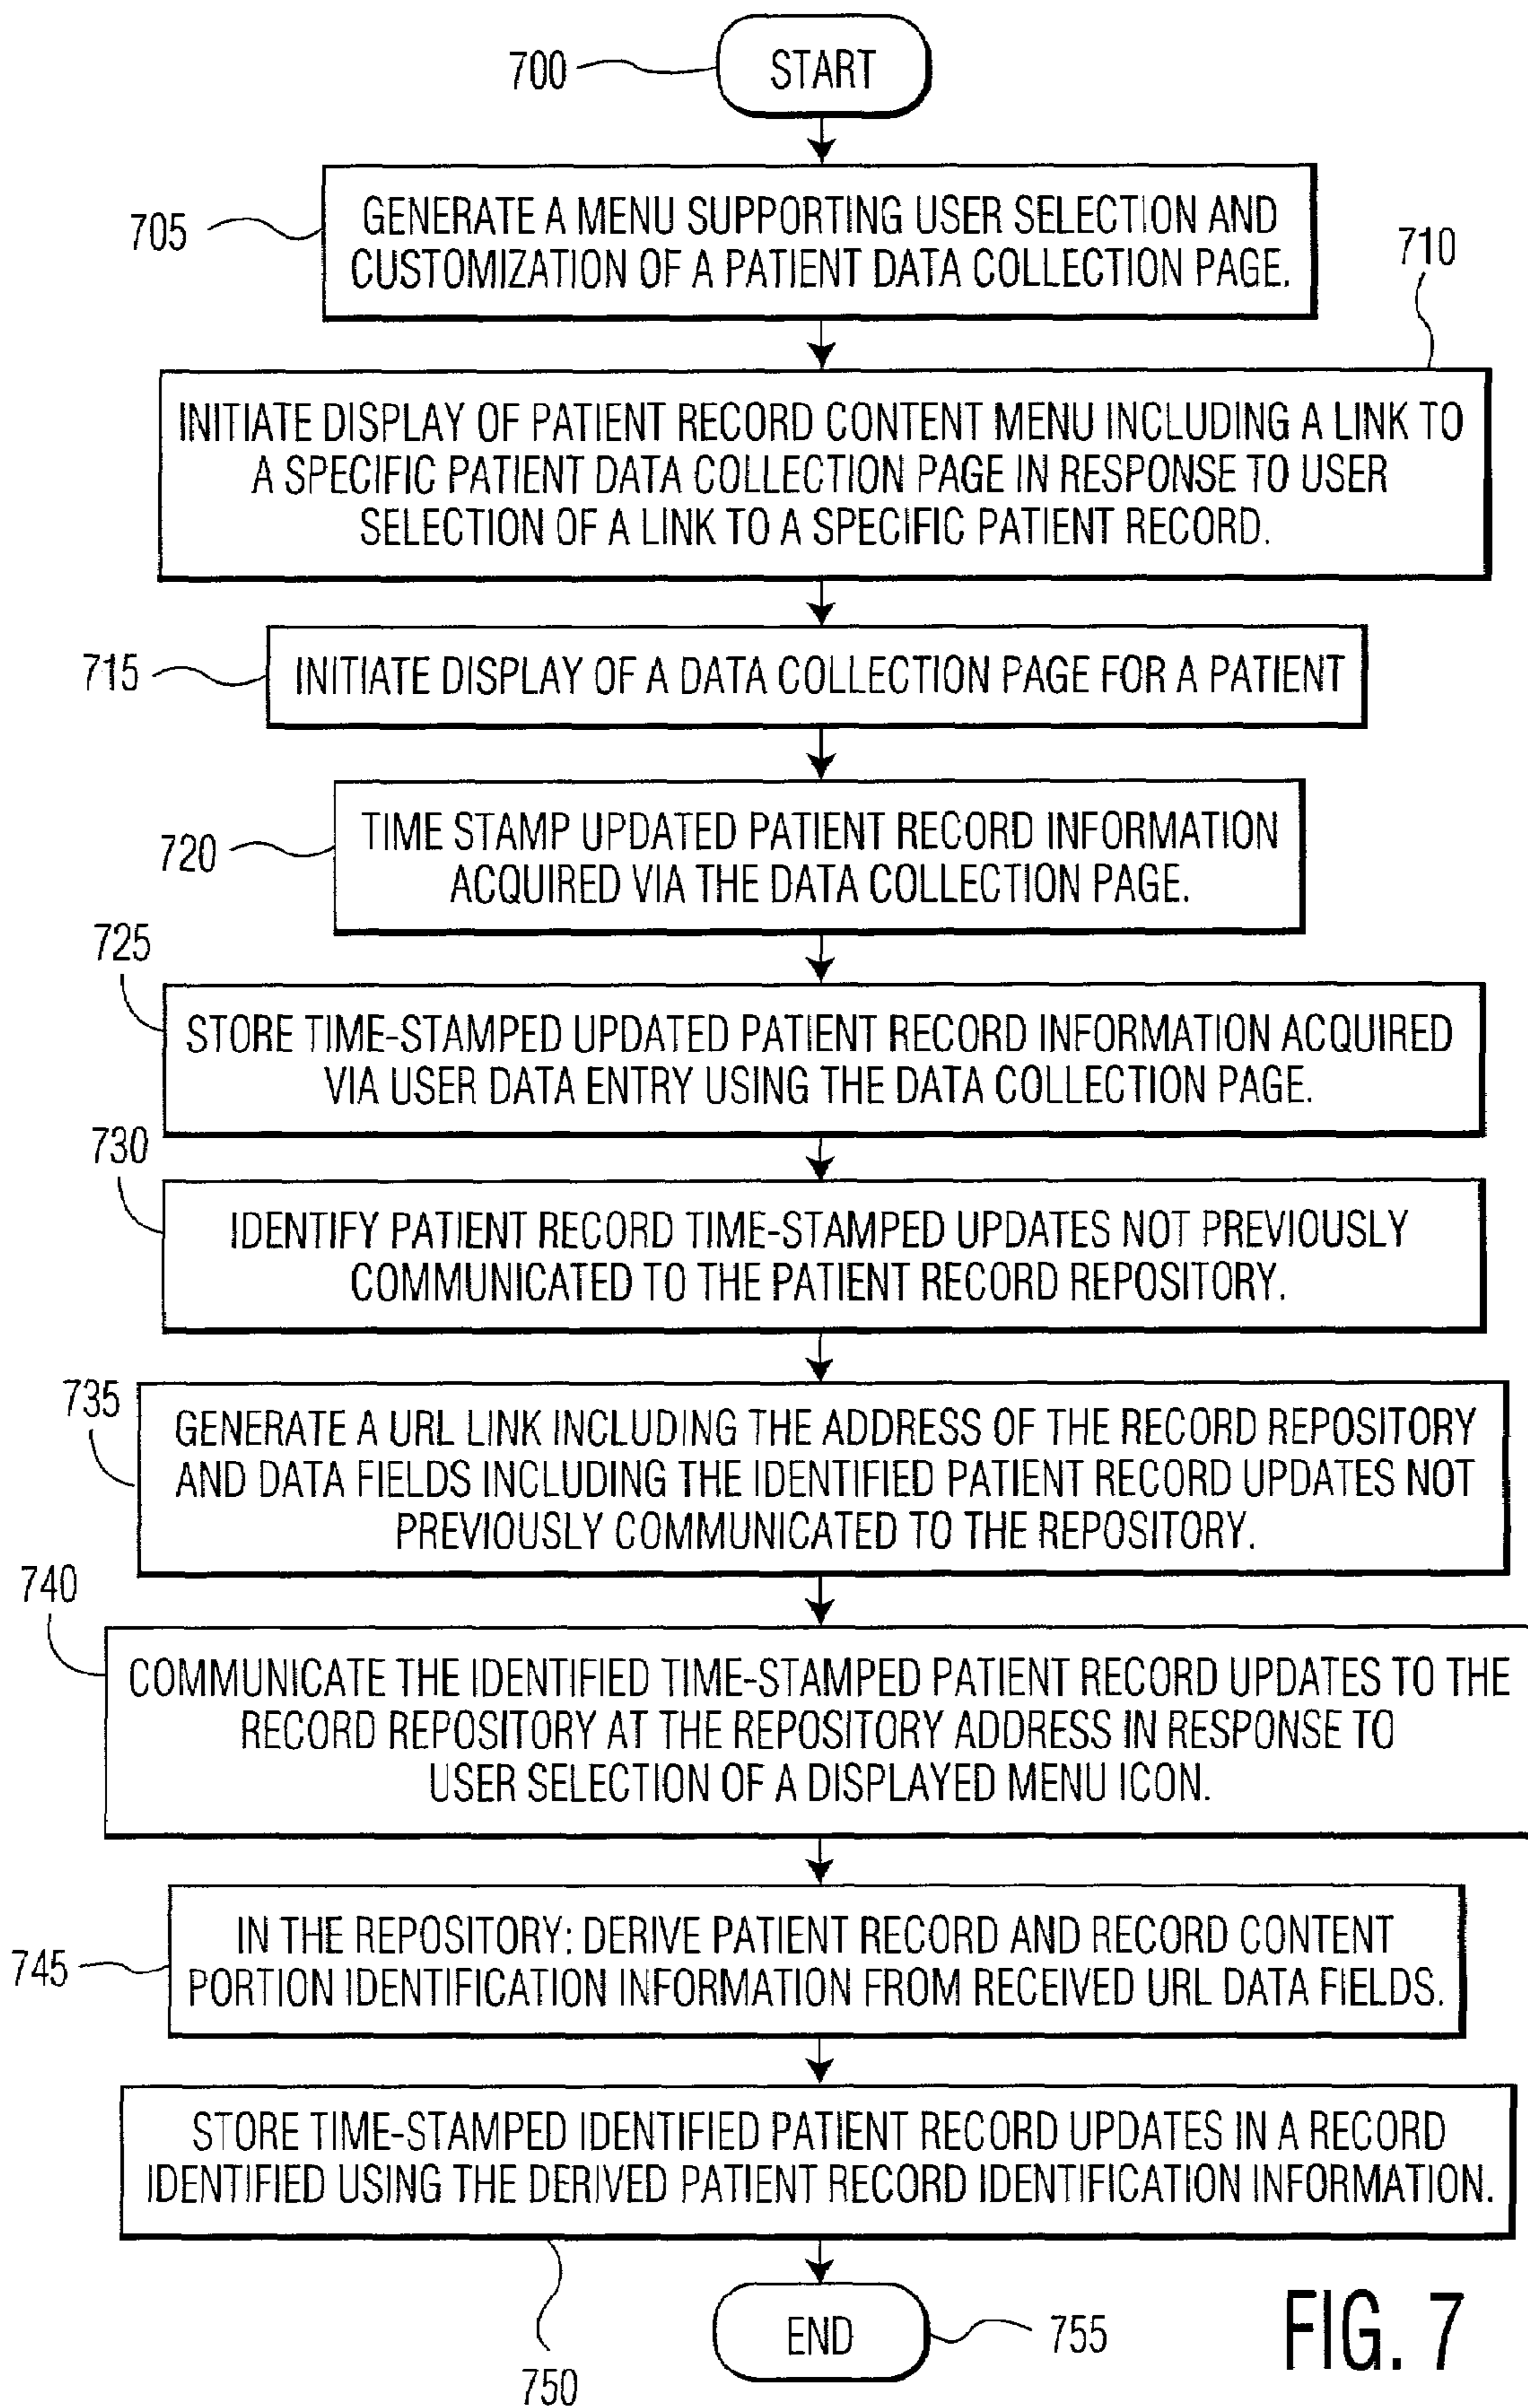 700
START
705
GENERATE A MENU SUPPORTING USER SELECTION AND
CUSTOMIZATION OF A PATIENT DATA COLLECTION PAGE.
710
INITIATE DISPLAY OF PATIENT RECORD CONTENT MENU INCLUDING A LINK TO
A SPECIFIC PATIENT DATA COLLECTION PAGE IN RESPONSE TO USER
SELECTION OF A LINK TO A SPECIFIC PATIENT RECORD.
715
INITIATE DISPLAY OF A DATA COLLECTION PAGE FOR A PATIENT
720
TIME STAMP UPDATED PATIENT RECORD INFORMATION
ACQUIRED VIA THE DATA COLLECTION PAGE.
725
STORE TIME-STAMPED UPDATED PATIENT RECORD INFORMATION ACQUIRED
VIA USER DATA ENTRY USING THE DATA COLLECTION PAGE.
730
IDENTIFY PATIENT RECORD TIME-STAMPED UPDATES NOT PREVIOUSLY
COMMUNICATED TO THE PATIENT RECORD REPOSITORY.
735
GENERATE A URL LINK INCLUDING THE ADDRESS OF THE RECORD REPOSITORY
AND DATA FIELDS INCLUDING THE IDENTIFIED PATIENT RECORD UPDATES NOT
PREVIOUSLY COMMUNICATED TO THE REPOSITORY.
740
COMMUNICATE THE IDENTIFIED TIME-STAMPED PATIENT RECORD UPDATES TO THE
RECORD REPOSITORY AT THE REPOSITORY ADDRESS IN RESPONSE TO
USER SELECTION OF A DISPLAYED MENU ICON.
745
IN THE REPOSITORY: DERIVE PATIENT RECORD AND RECORD CONTENT
PORTION IDENTIFICATION INFORMATION FROM RECEIVED URL DATA FIELDS.
STORE TIME-STAMPED IDENTIFIED PATIENT RECORD UPDATES IN A RECORD
IDENTIFIED USING THE DERIVED PATIENT RECORD IDENTIFICATION INFORMATION.
750
END
755
FIG. 7